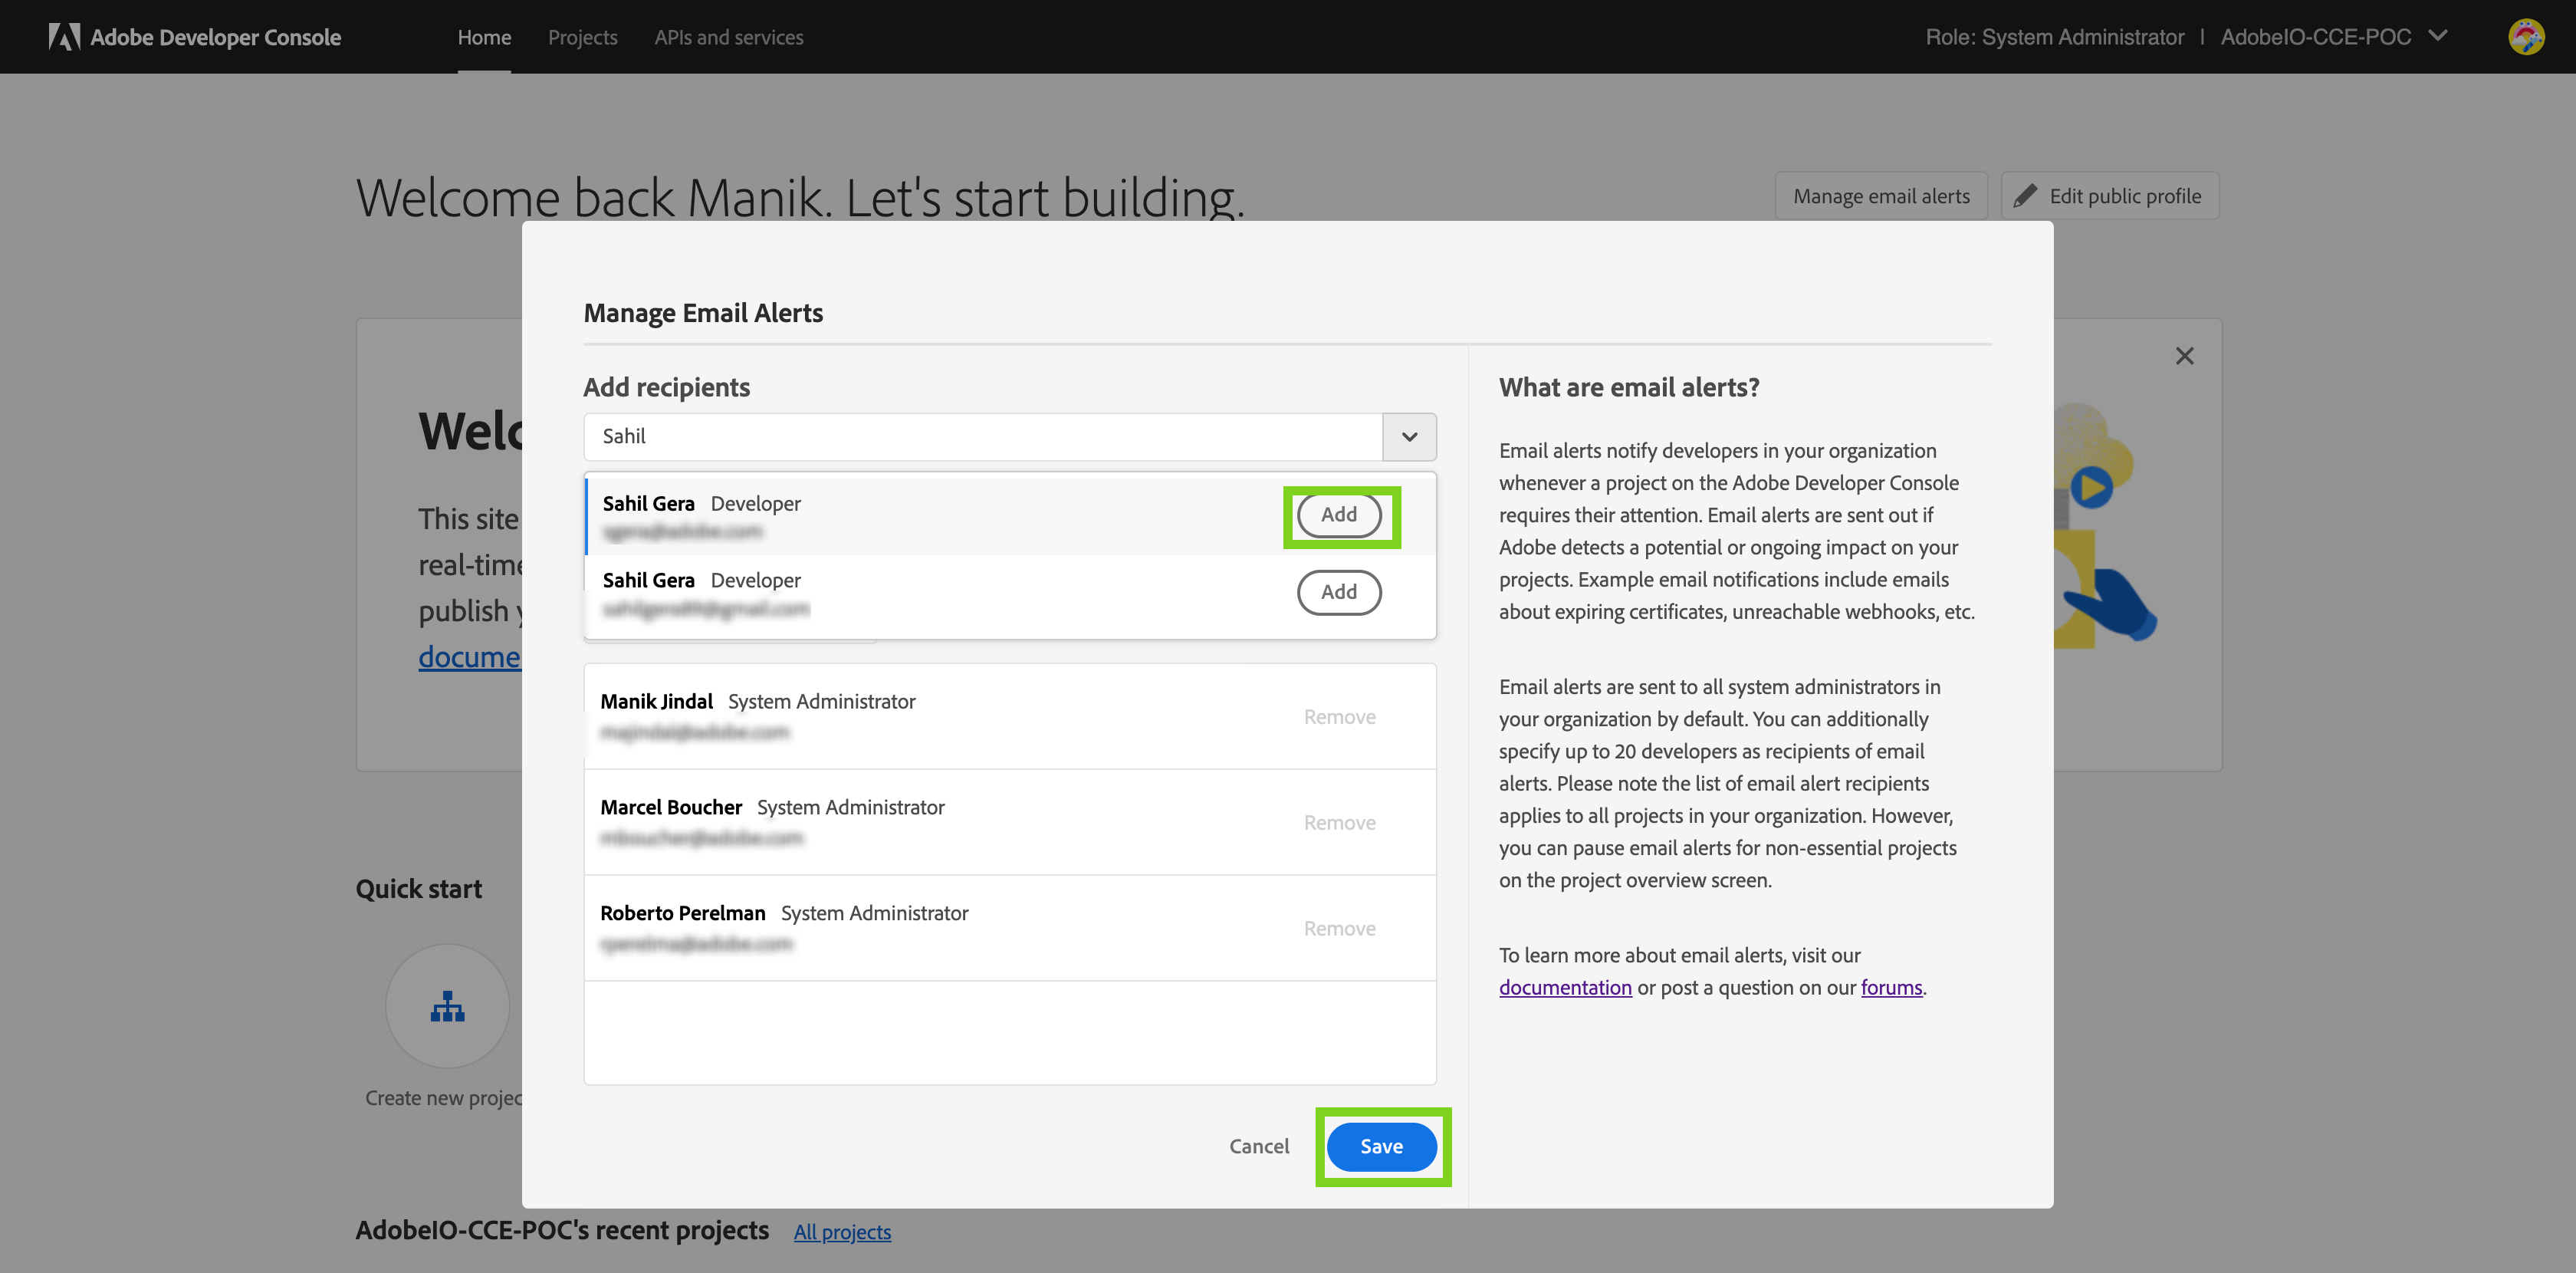 Adobe Developer Console
Home
Projects
APIs and services
Role: System Administrator | AdobeIO-CCE-POC
Welcome back Manik. Let's start building.
Manage email alerts
Edit public profile
Welc
This site
real-time
publish y
docume
Manage Email Alerts
Add recipients
Sahil
Sahil Gera Developer
Add
Sahil Gera Developer
Add
Manik Jindal System Administrator
Remove
Marcel Boucher System Administrator
Remove
Roberto Perelman System Administrator
Remove
Cancel
Save
What are email alerts?
Email alerts notify developers in your organization
whenever a project on the Adobe Developer Console
requires their attention. Email alerts are sent out if
Adobe detects a potential or ongoing impact on your
projects. Example email notifications include emails
about expiring certificates, unreachable webhooks, etc.
Email alerts are sent to all system administrators in
your organization by default. You can additionally
specify up to 20 developers as recipients of email
alerts. Please note the list of email alert recipients
applies to all projects in your organization. However,
you can pause email alerts for non-essential projects
on the project overview screen.
To learn more about email alerts, visit our
documentation or post a question on our forums.
Quick start
Create new projec
AdobeIO-CCE-POC's recent projects
All projects